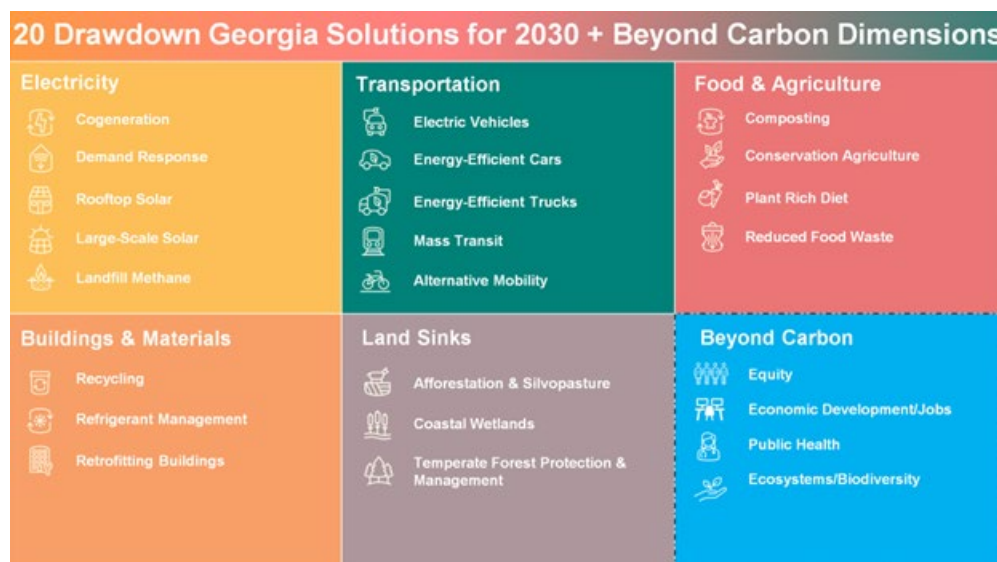 20 Drawdown Georgia Solutions for 2030 + Beyond Carbon Dimensions
Electricity
Cogeneration
Demand Response
Rooftop Solar
Large-Scale Solar
Landfill Methane
Transportation
Electric Vehicles
Energy-Efficient Cars
Energy-Efficient Trucks
Mass Transit
Alternative Mobility
Food & Agriculture
Composting
Conservation Agriculture
Plant Rich Diet
Reduced Food Waste
Buildings & Materials
Recycling
Refrigerant Management
Retrofitting Buildings
Land Sinks
Afforestation & Silvopasture
Coastal Wetlands
Temperate Forest Protection &
Management
Beyond Carbon
Equity
Economic Development/Jobs
Public Health
Ecosystems/Biodiversity